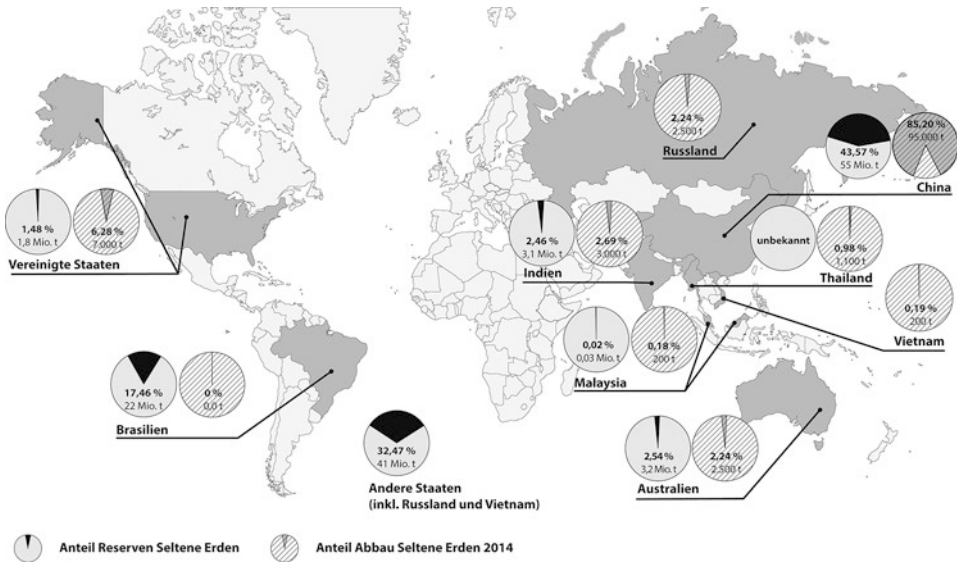 2,24 %
2.500 t
Russland
43,57 %
55 Mio. t
85,20 %
95.000 t
China
1,48 %
1,8 Mio. t
6,28 %
7.000 t
Vereinigte Staaten
2,46 %
3,1 Mio. t
2,69 %
3.000 t
Indien
unbekannt
0,98 %
1.100 t
Thailand
0,19 %
200 t
Vietnam
0,02 %
0,03 Mio. t
0,18 %
200 t
Malaysia
17,46 %
22 Mio. t
0 %
0.0 t
Brasilien
32,47 %
41 Mio. t
Andere Staaten
(inkl. Russland und Vietnam)
2,54 %
3,2 Mio. t
2,24 %
2.500 t
Australien
Anteil Reserven Seltene Erden
Anteil Abbau Seltene Erden 2014